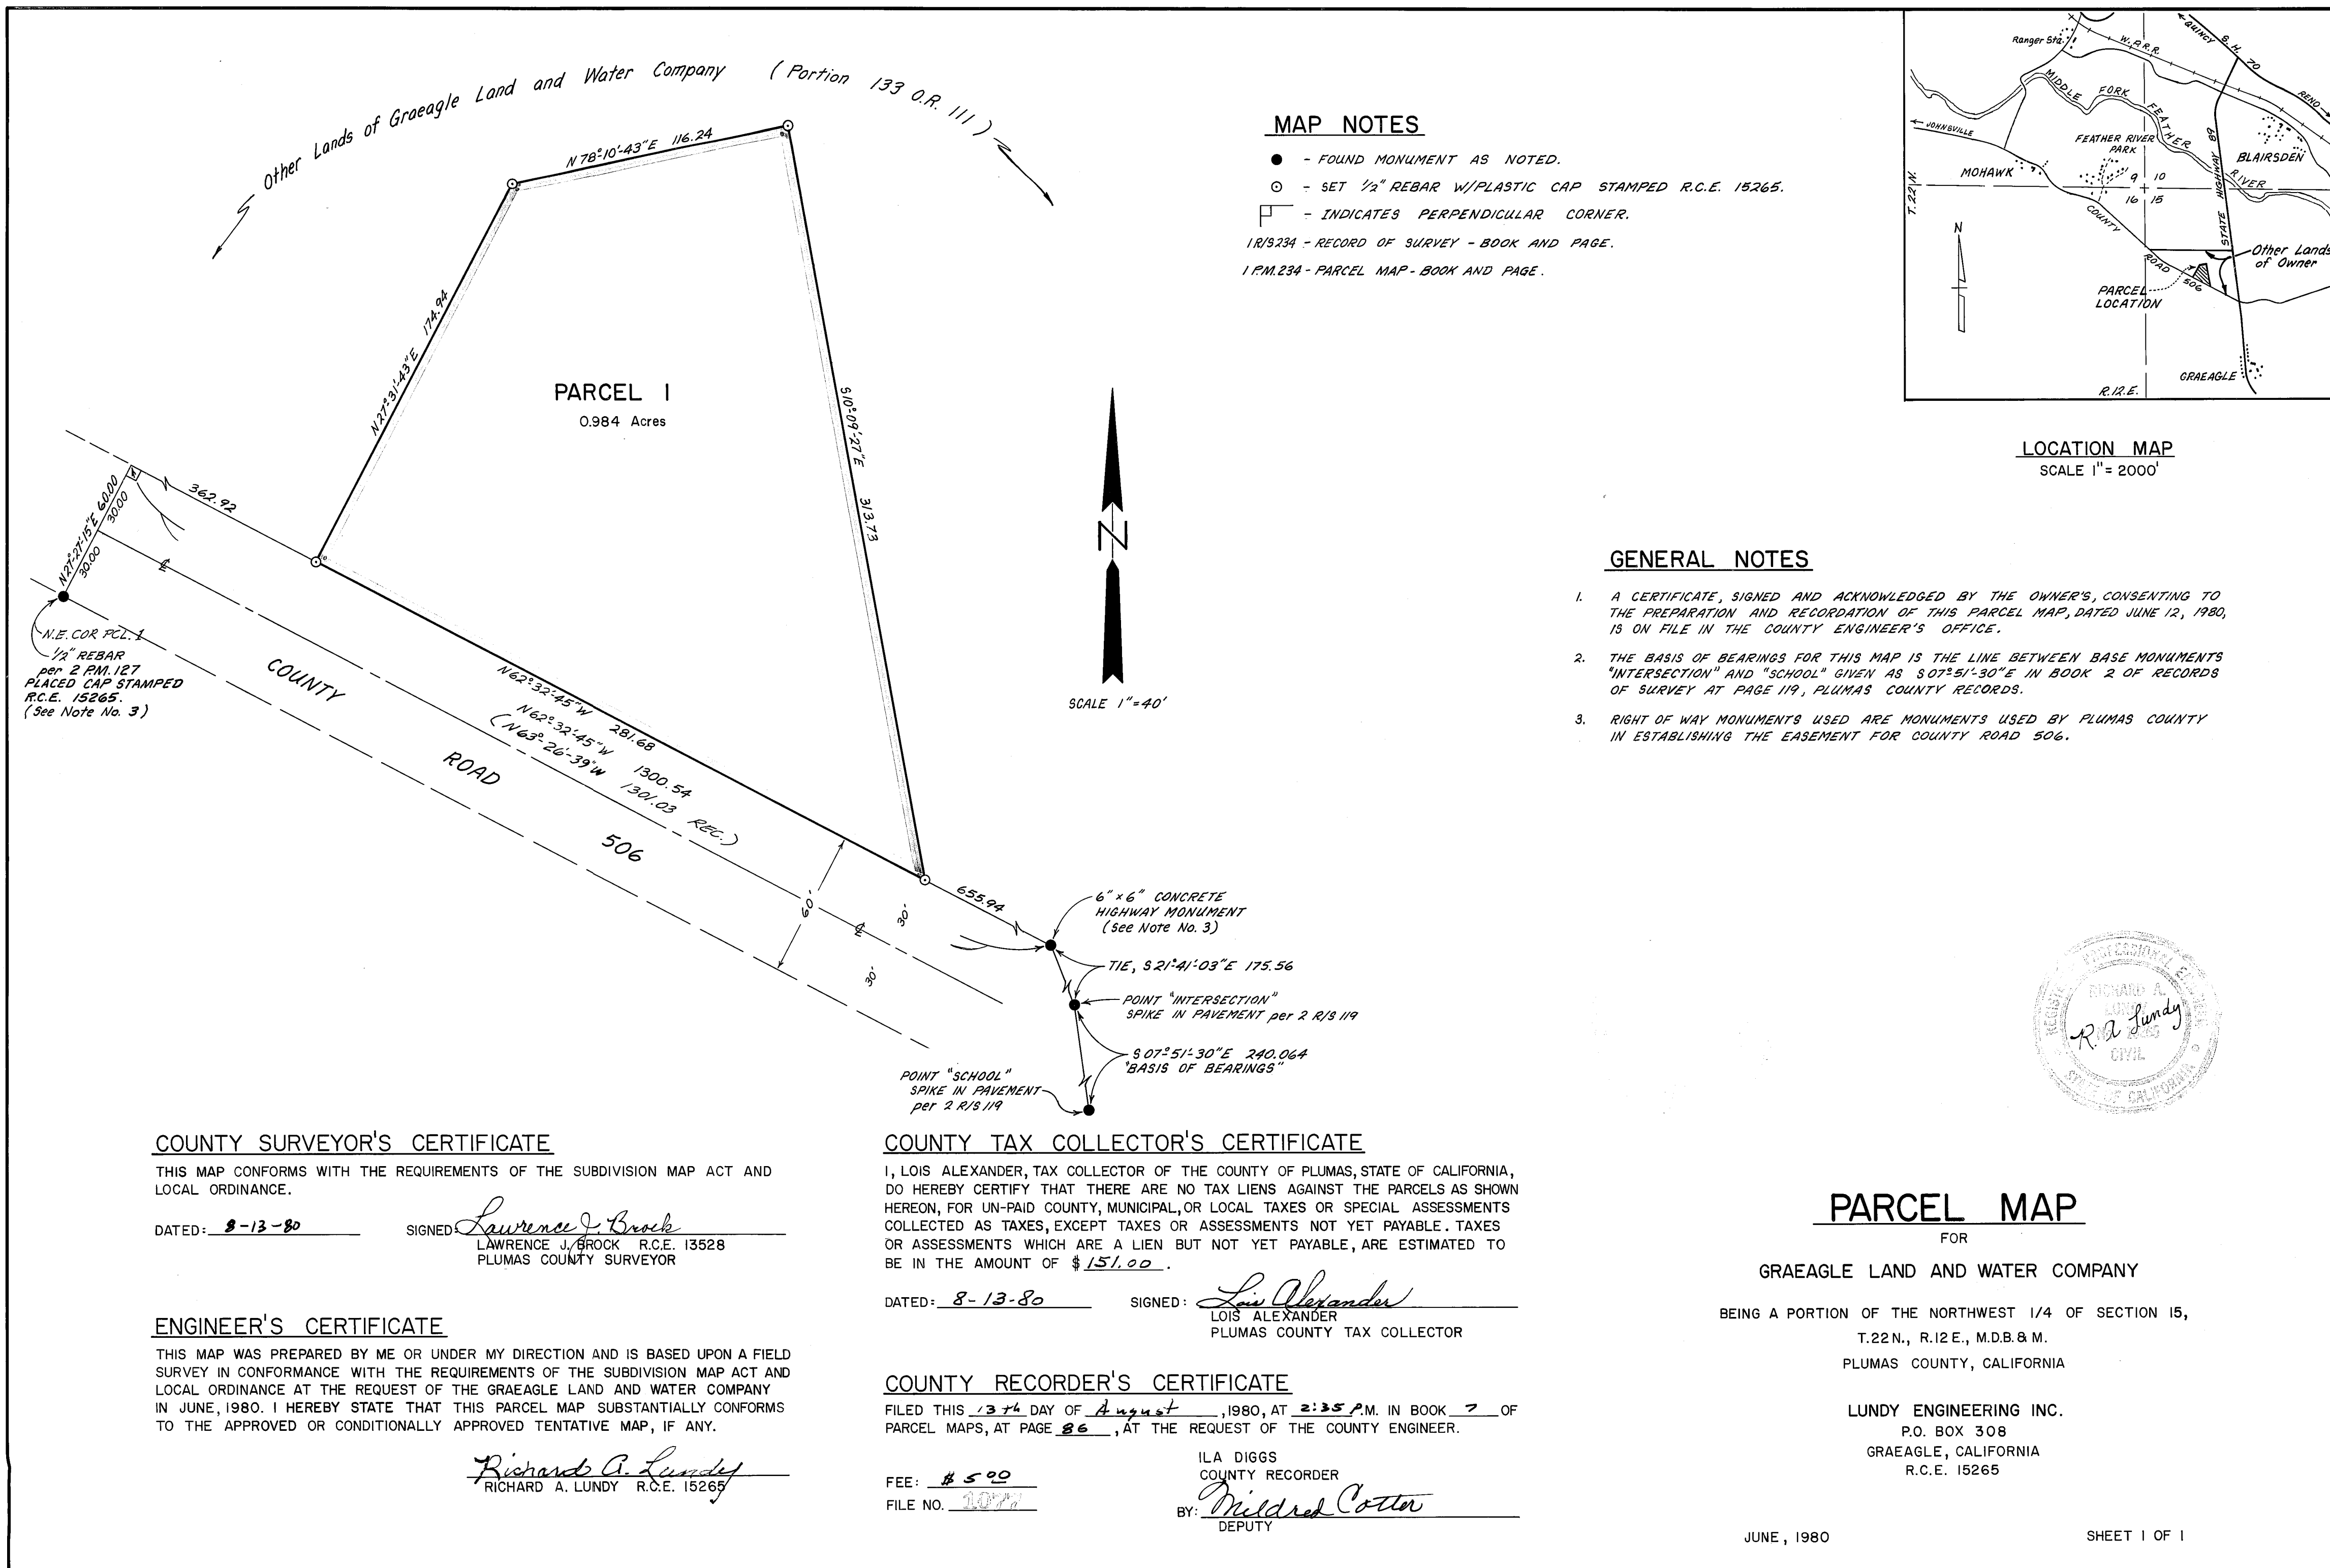 Other Lands of Graeagle Land and Water Company (Portion 133 O.R. 111)
N 78°-10'-43"E 116.24
N27°-31'-43"E 174.94
S10°-09'-27"E 313.73
PARCEL 1
0.984 Acres
362.92
N27°-27'-15"E 60.00
30.00
30.00
N.E. COR PCL. 1
1/2" REBAR
per 2 P.M. 127
PLACED CAP STAMPED
R.C.E. 15265.
(See Note No. 3)
COUNTY
ROAD
506
N62°-32'-45"W 281.68
N62°-32'-45"W 1300.54
(N63°-26'-39"W 1301.03 REC.)
60'
30'
30'
655.94
6" x 6" CONCRETE
HIGHWAY MONUMENT
(See Note No. 3)
TIE, S 21°-41'-03"E 175.56
POINT "INTERSECTION"
SPIKE IN PAVEMENT per 2 R/S 119
S 07°-51'-30"E 240.064
"BASIS OF BEARINGS"
POINT "SCHOOL"
SPIKE IN PAVEMENT
per 2 R/S 119
N
SCALE 1"=40'
MAP NOTES
- FOUND MONUMENT AS NOTED.
- SET 1/2" REBAR W/PLASTIC CAP STAMPED R.C.E. 15265.
- INDICATES PERPENDICULAR CORNER.
1 R/S 234 - RECORD OF SURVEY - BOOK AND PAGE.
1 P.M. 234 - PARCEL MAP - BOOK AND PAGE.
Ranger Sta.
W.P.R.R.
QUINCY
S.H. 70
RENO
MIDDLE FORK FEATHER RIVER
JOHNSVILLE
FEATHER RIVER
PARK
STATE HIGHWAY 89
BLAIRSDEN
MOHAWK
T.22 N.
9 10
16 15
N
COUNTY ROAD 506
Other Lands
of Owner
PARCEL
LOCATION
GRAEAGLE
R.12.E.
LOCATION MAP
SCALE 1" = 2000'
GENERAL NOTES
1. A CERTIFICATE, SIGNED AND ACKNOWLEDGED BY THE OWNER'S, CONSENTING TO
THE PREPARATION AND RECORDATION OF THIS PARCEL MAP, DATED JUNE 12, 1980,
IS ON FILE IN THE COUNTY ENGINEER'S OFFICE.
2. THE BASIS OF BEARINGS FOR THIS MAP IS THE LINE BETWEEN BASE MONUMENTS
"INTERSECTION" AND "SCHOOL" GIVEN AS S 07°-51'-30"E IN BOOK 2 OF RECORDS
OF SURVEY AT PAGE 119, PLUMAS COUNTY RECORDS.
3. RIGHT OF WAY MONUMENTS USED ARE MONUMENTS USED BY PLUMAS COUNTY
IN ESTABLISHING THE EASEMENT FOR COUNTY ROAD 506.
RICHARD A.
LUNDY
R. A Lundy
CIVIL
STATE OF CALIFORNIA
COUNTY SURVEYOR'S CERTIFICATE
THIS MAP CONFORMS WITH THE REQUIREMENTS OF THE SUBDIVISION MAP ACT AND
LOCAL ORDINANCE.
DATED: 8-13-80 SIGNED: Lawrence J. Brock
LAWRENCE J. BROCK R.C.E. 13528
PLUMAS COUNTY SURVEYOR
ENGINEER'S CERTIFICATE
THIS MAP WAS PREPARED BY ME OR UNDER MY DIRECTION AND IS BASED UPON A FIELD
SURVEY IN CONFORMANCE WITH THE REQUIREMENTS OF THE SUBDIVISION MAP ACT AND
LOCAL ORDINANCE AT THE REQUEST OF THE GRAEAGLE LAND AND WATER COMPANY
IN JUNE, 1980. I HEREBY STATE THAT THIS PARCEL MAP SUBSTANTIALLY CONFORMS
TO THE APPROVED OR CONDITIONALLY APPROVED TENTATIVE MAP, IF ANY.
Richard A. Lundy
RICHARD A. LUNDY R.C.E. 15265
COUNTY TAX COLLECTOR'S CERTIFICATE
I, LOIS ALEXANDER, TAX COLLECTOR OF THE COUNTY OF PLUMAS, STATE OF CALIFORNIA,
DO HEREBY CERTIFY THAT THERE ARE NO TAX LIENS AGAINST THE PARCELS AS SHOWN
HEREON, FOR UN-PAID COUNTY, MUNICIPAL, OR LOCAL TAXES OR SPECIAL ASSESSMENTS
COLLECTED AS TAXES, EXCEPT TAXES OR ASSESSMENTS NOT YET PAYABLE. TAXES
OR ASSESSMENTS WHICH ARE A LIEN BUT NOT YET PAYABLE, ARE ESTIMATED TO
BE IN THE AMOUNT OF $ 151.00.
DATED: 8-13-80 SIGNED: Lois Alexander
LOIS ALEXANDER
PLUMAS COUNTY TAX COLLECTOR
COUNTY RECORDER'S CERTIFICATE
FILED THIS 13th DAY OF August, 1980, AT 2:35 P.M. IN BOOK 7 OF
PARCEL MAPS, AT PAGE 86, AT THE REQUEST OF THE COUNTY ENGINEER.
ILA DIGGS
COUNTY RECORDER
FEE: $ 5 00
FILE NO.
BY: Mildred Cotter
DEPUTY
PARCEL MAP
FOR
GRAEAGLE LAND AND WATER COMPANY
BEING A PORTION OF THE NORTHWEST 1/4 OF SECTION 15,
T.22 N., R.12 E., M.D.B. & M.
PLUMAS COUNTY, CALIFORNIA
LUNDY ENGINEERING INC.
P.O. BOX 308
GRAEAGLE, CALIFORNIA
R.C.E. 15265
JUNE, 1980
SHEET 1 OF 1